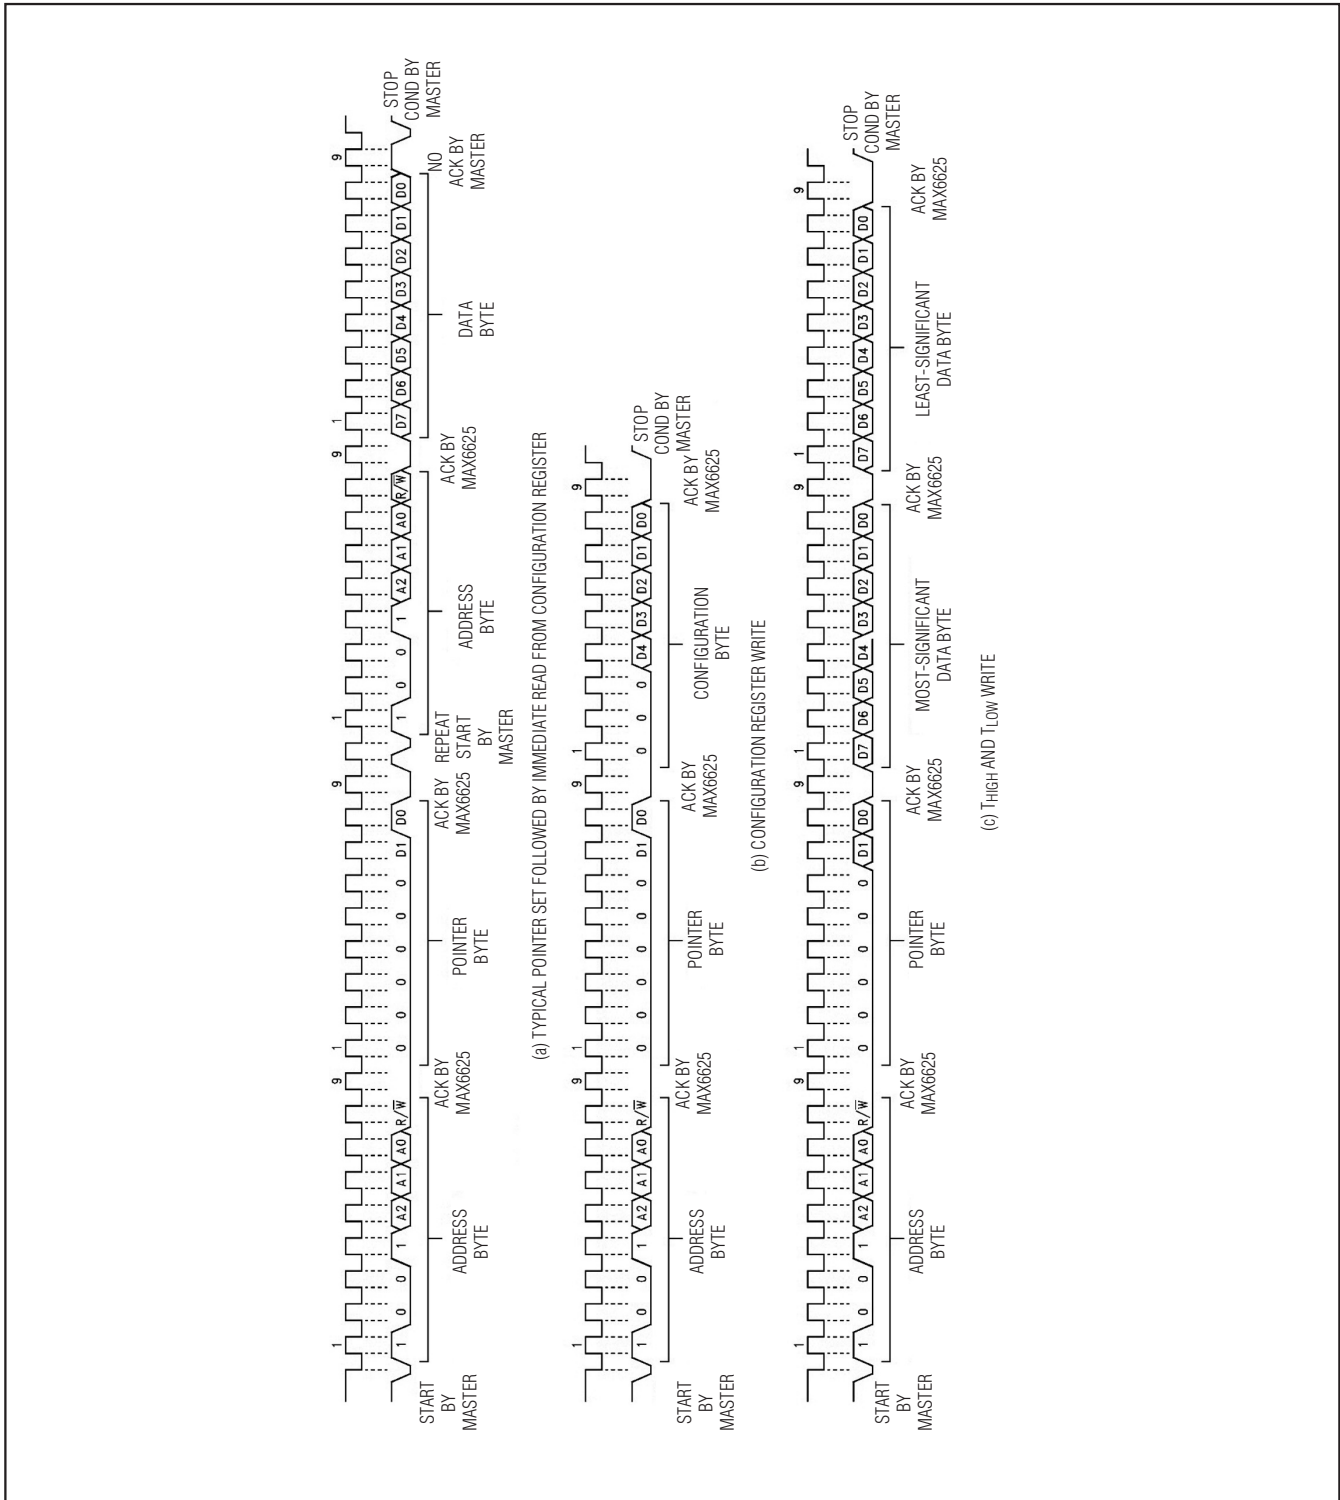 1 9 1 9 1 9 1 9
1 0 0 1 A2 A1 A0 R/W̅ 0 0 0 0 0 0 D1 D0 1 0 0 1 A2 A1 A0 R/W̅ D7 D6 D5 D4 D3 D2 D1 D0
START
BY
MASTER
ADDRESS
BYTE
ACK BY
MAX6625
POINTER
BYTE
ACK BY
MAX6625
REPEAT
START
BY
MASTER
ADDRESS
BYTE
ACK BY
MAX6625
DATA
BYTE
NO
ACK BY
MASTER
STOP
COND BY
MASTER
(a) TYPICAL POINTER SET FOLLOWED BY IMMEDIATE READ FROM CONFIGURATION REGISTER
1 9 1 9 1 9
1 0 0 1 A2 A1 A0 R/W̅ 0 0 0 0 0 0 D1 D0 0 0 0 D4 D3 D2 D1 D0
START
BY
MASTER
ADDRESS
BYTE
ACK BY
MAX6625
POINTER
BYTE
ACK BY
MAX6625
CONFIGURATION
BYTE
ACK BY
MAX6625
STOP
COND BY
MASTER
(b) CONFIGURATION REGISTER WRITE
1 9 1 9 1 9 1 9
1 0 0 1 A2 A1 A0 R/W̅ 0 0 0 0 0 0 D1 D0 D7 D6 D5 D4 D3 D2 D1 D0 D7 D6 D5 D4 D3 D2 D1 D0
START
BY
MASTER
ADDRESS
BYTE
ACK BY
MAX6625
POINTER
BYTE
ACK BY
MAX6625
MOST-SIGNIFICANT
DATA BYTE
ACK BY
MAX6625
LEAST-SIGNIFICANT
DATA BYTE
ACK BY
MAX6625
STOP
COND BY
MASTER
(c) THIGH AND TLOW WRITE